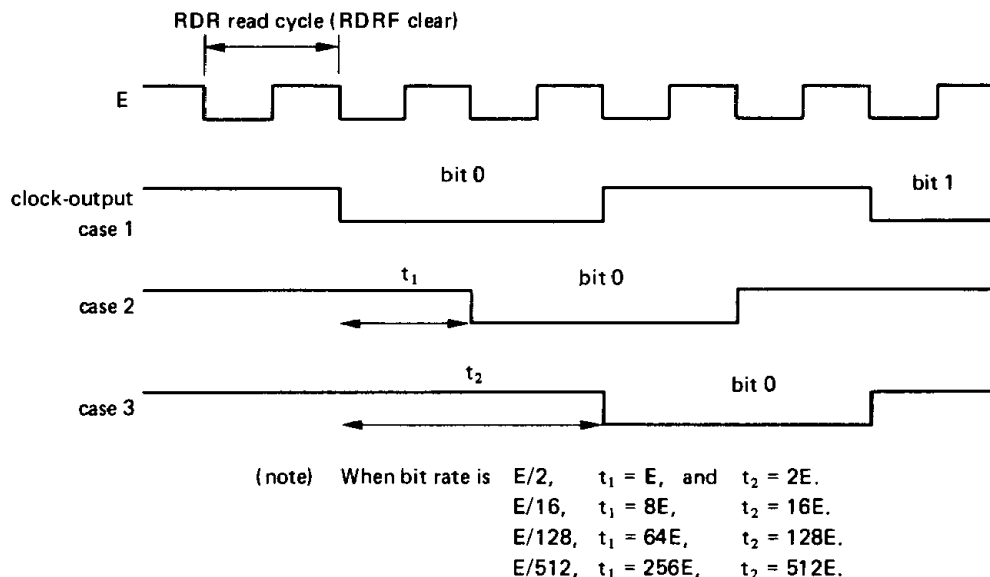 RDR read cycle (RDRF clear)
E
bit 0
bit 1
clock-output
case 1
t₁
bit 0
case 2
t₂
bit 0
case 3
(note) When bit rate is E/2, t₁ = E, and t₂ = 2E.
E/16, t₁ = 8E, t₂ = 16E.
E/128, t₁ = 64E, t₂ = 128E.
E/512, t₁ = 256E, t₂ = 512E.